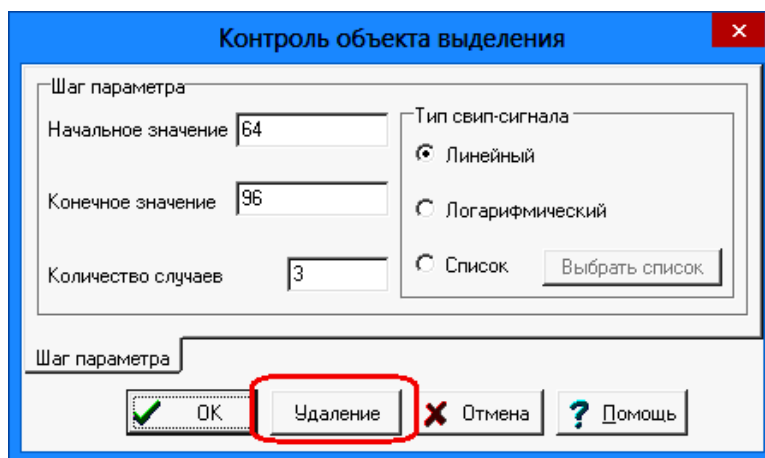 Контроль объекта выделения
Шаг параметра
Начальное значение 64
Конечное значение 96
Количество случаев 3
Тип свип-сигнала
Линейный
Логарифмический
Список Выбрать список
Шаг параметра
OK Удаление Отмена Помощь